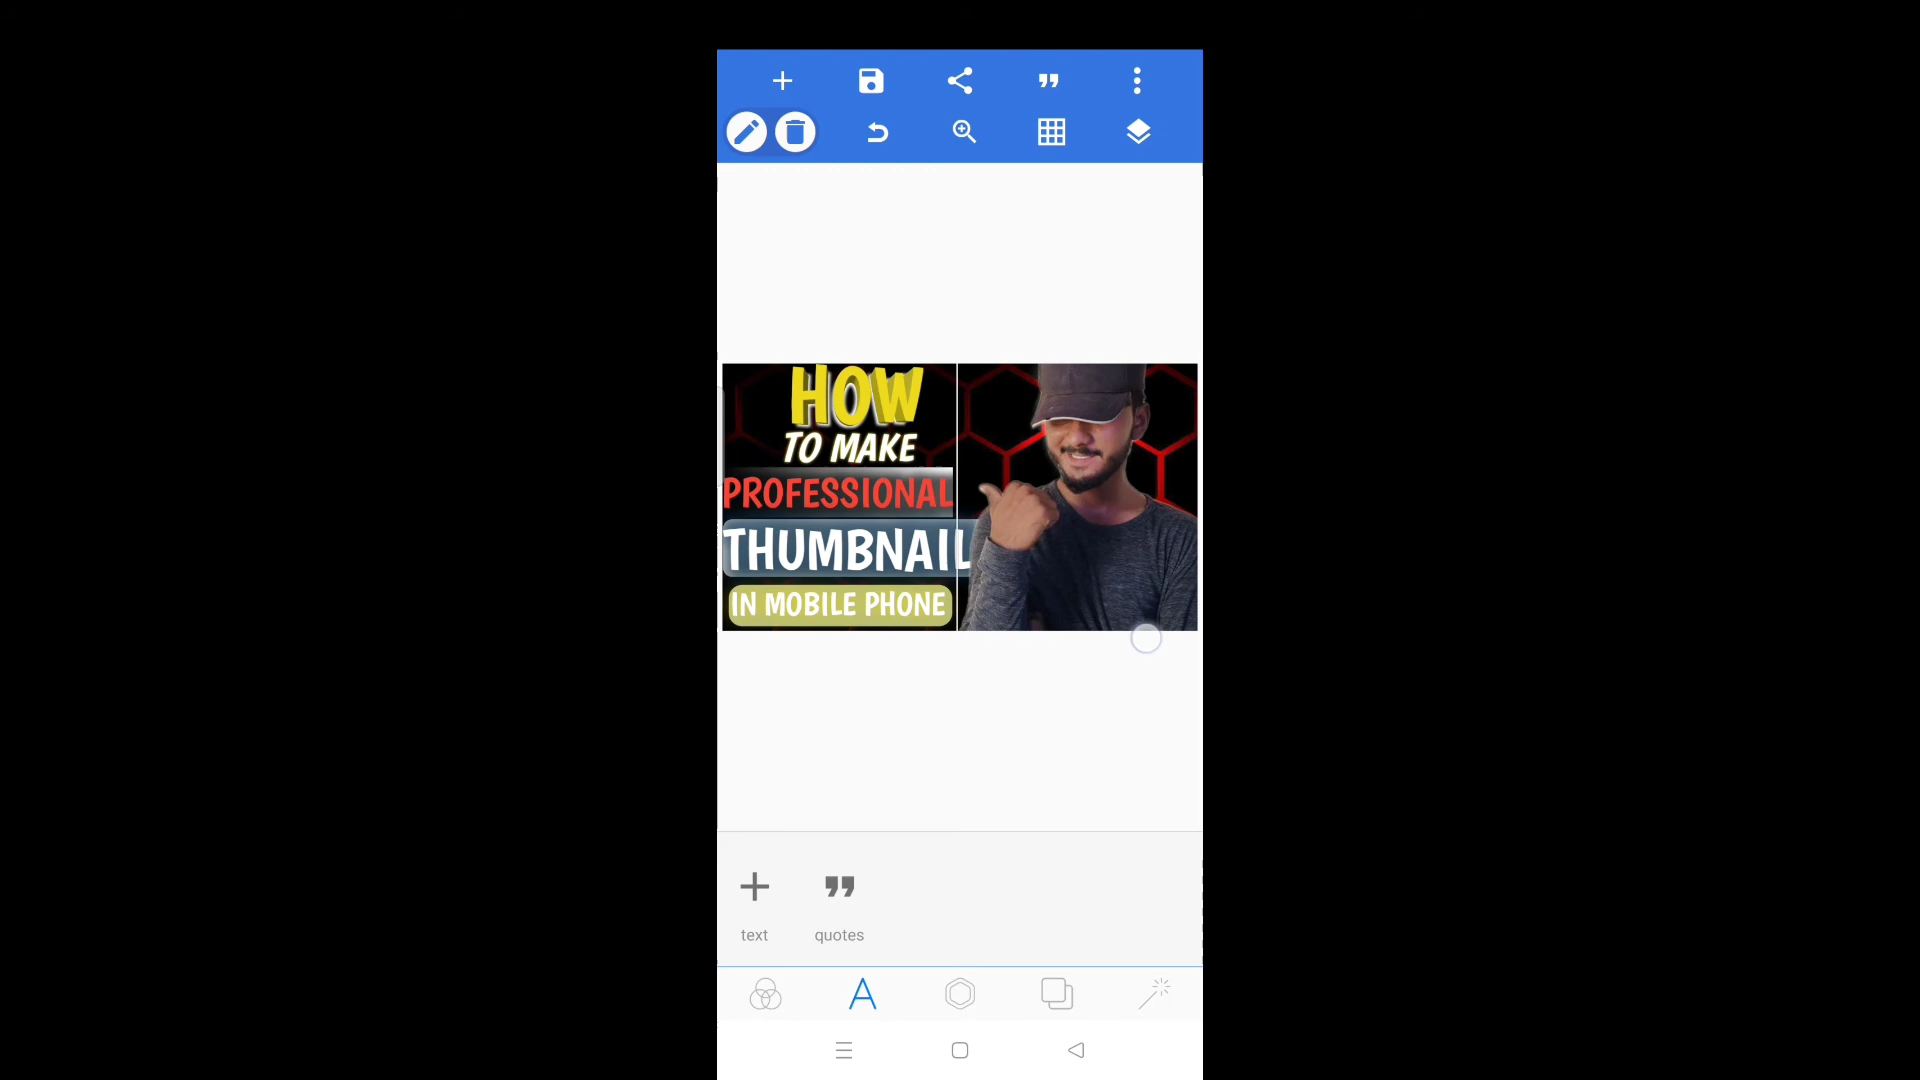 HOW
TO MAKE
PROFESSIONAL
THUMBNAIL
IN MOBILE PHONE
text
quotes